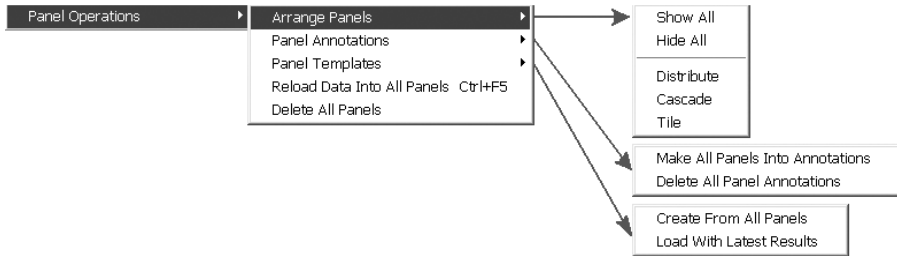 Panel Operations
Arrange Panels
Panel Annotations
Panel Templates
Reload Data Into All Panels Ctrl+F5
Delete All Panels
Show All
Hide All
Distribute
Cascade
Tile
Make All Panels Into Annotations
Delete All Panel Annotations
Create From All Panels
Load With Latest Results